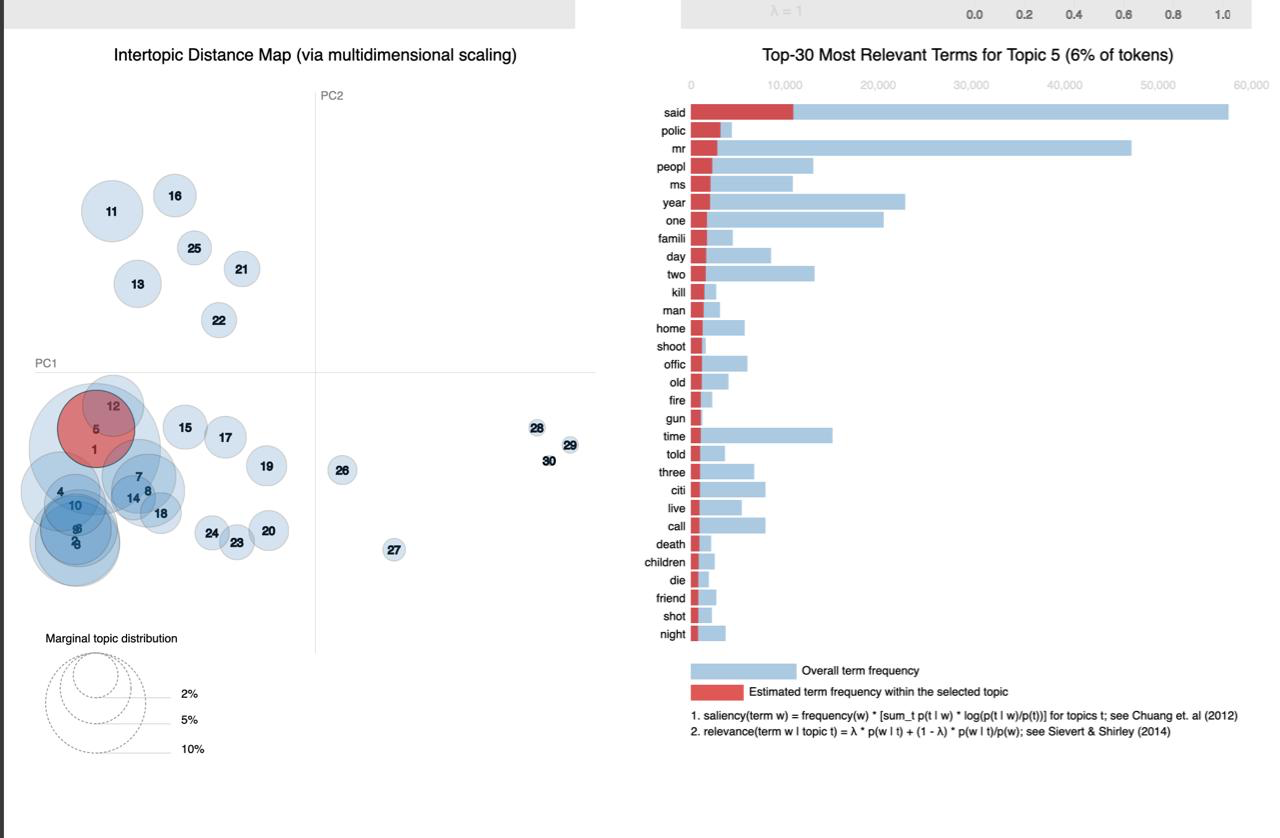 λ = 1
0.0 0.2 0.4 0.6 0.8 1.0
Intertopic Distance Map (via multidimensional scaling)
PC2
PC1
11
16
25
21
13
22
12
5
1
15
17
19
7
4
8
14
10
18
2
24
23
20
26
27
28
29
30
Marginal topic distribution
2%
5%
10%
Top-30 Most Relevant Terms for Topic 5 (6% of tokens)
0 10,000 20,000 30,000 40,000 50,000 60,000
said
polic
mr
peopl
ms
year
one
famili
day
two
kill
man
home
shoot
offic
old
fire
gun
time
told
three
citi
live
call
death
children
die
friend
shot
night
Overall term frequency
Estimated term frequency within the selected topic
1. saliency(term w) = frequency(w) * [sum_t p(t | w) * log(p(t | w)/p(t))] for topics t; see Chuang et. al (2012)
2. relevance(term w | topic t) = λ * p(w | t) + (1 - λ) * p(w | t)/p(w); see Sievert & Shirley (2014)